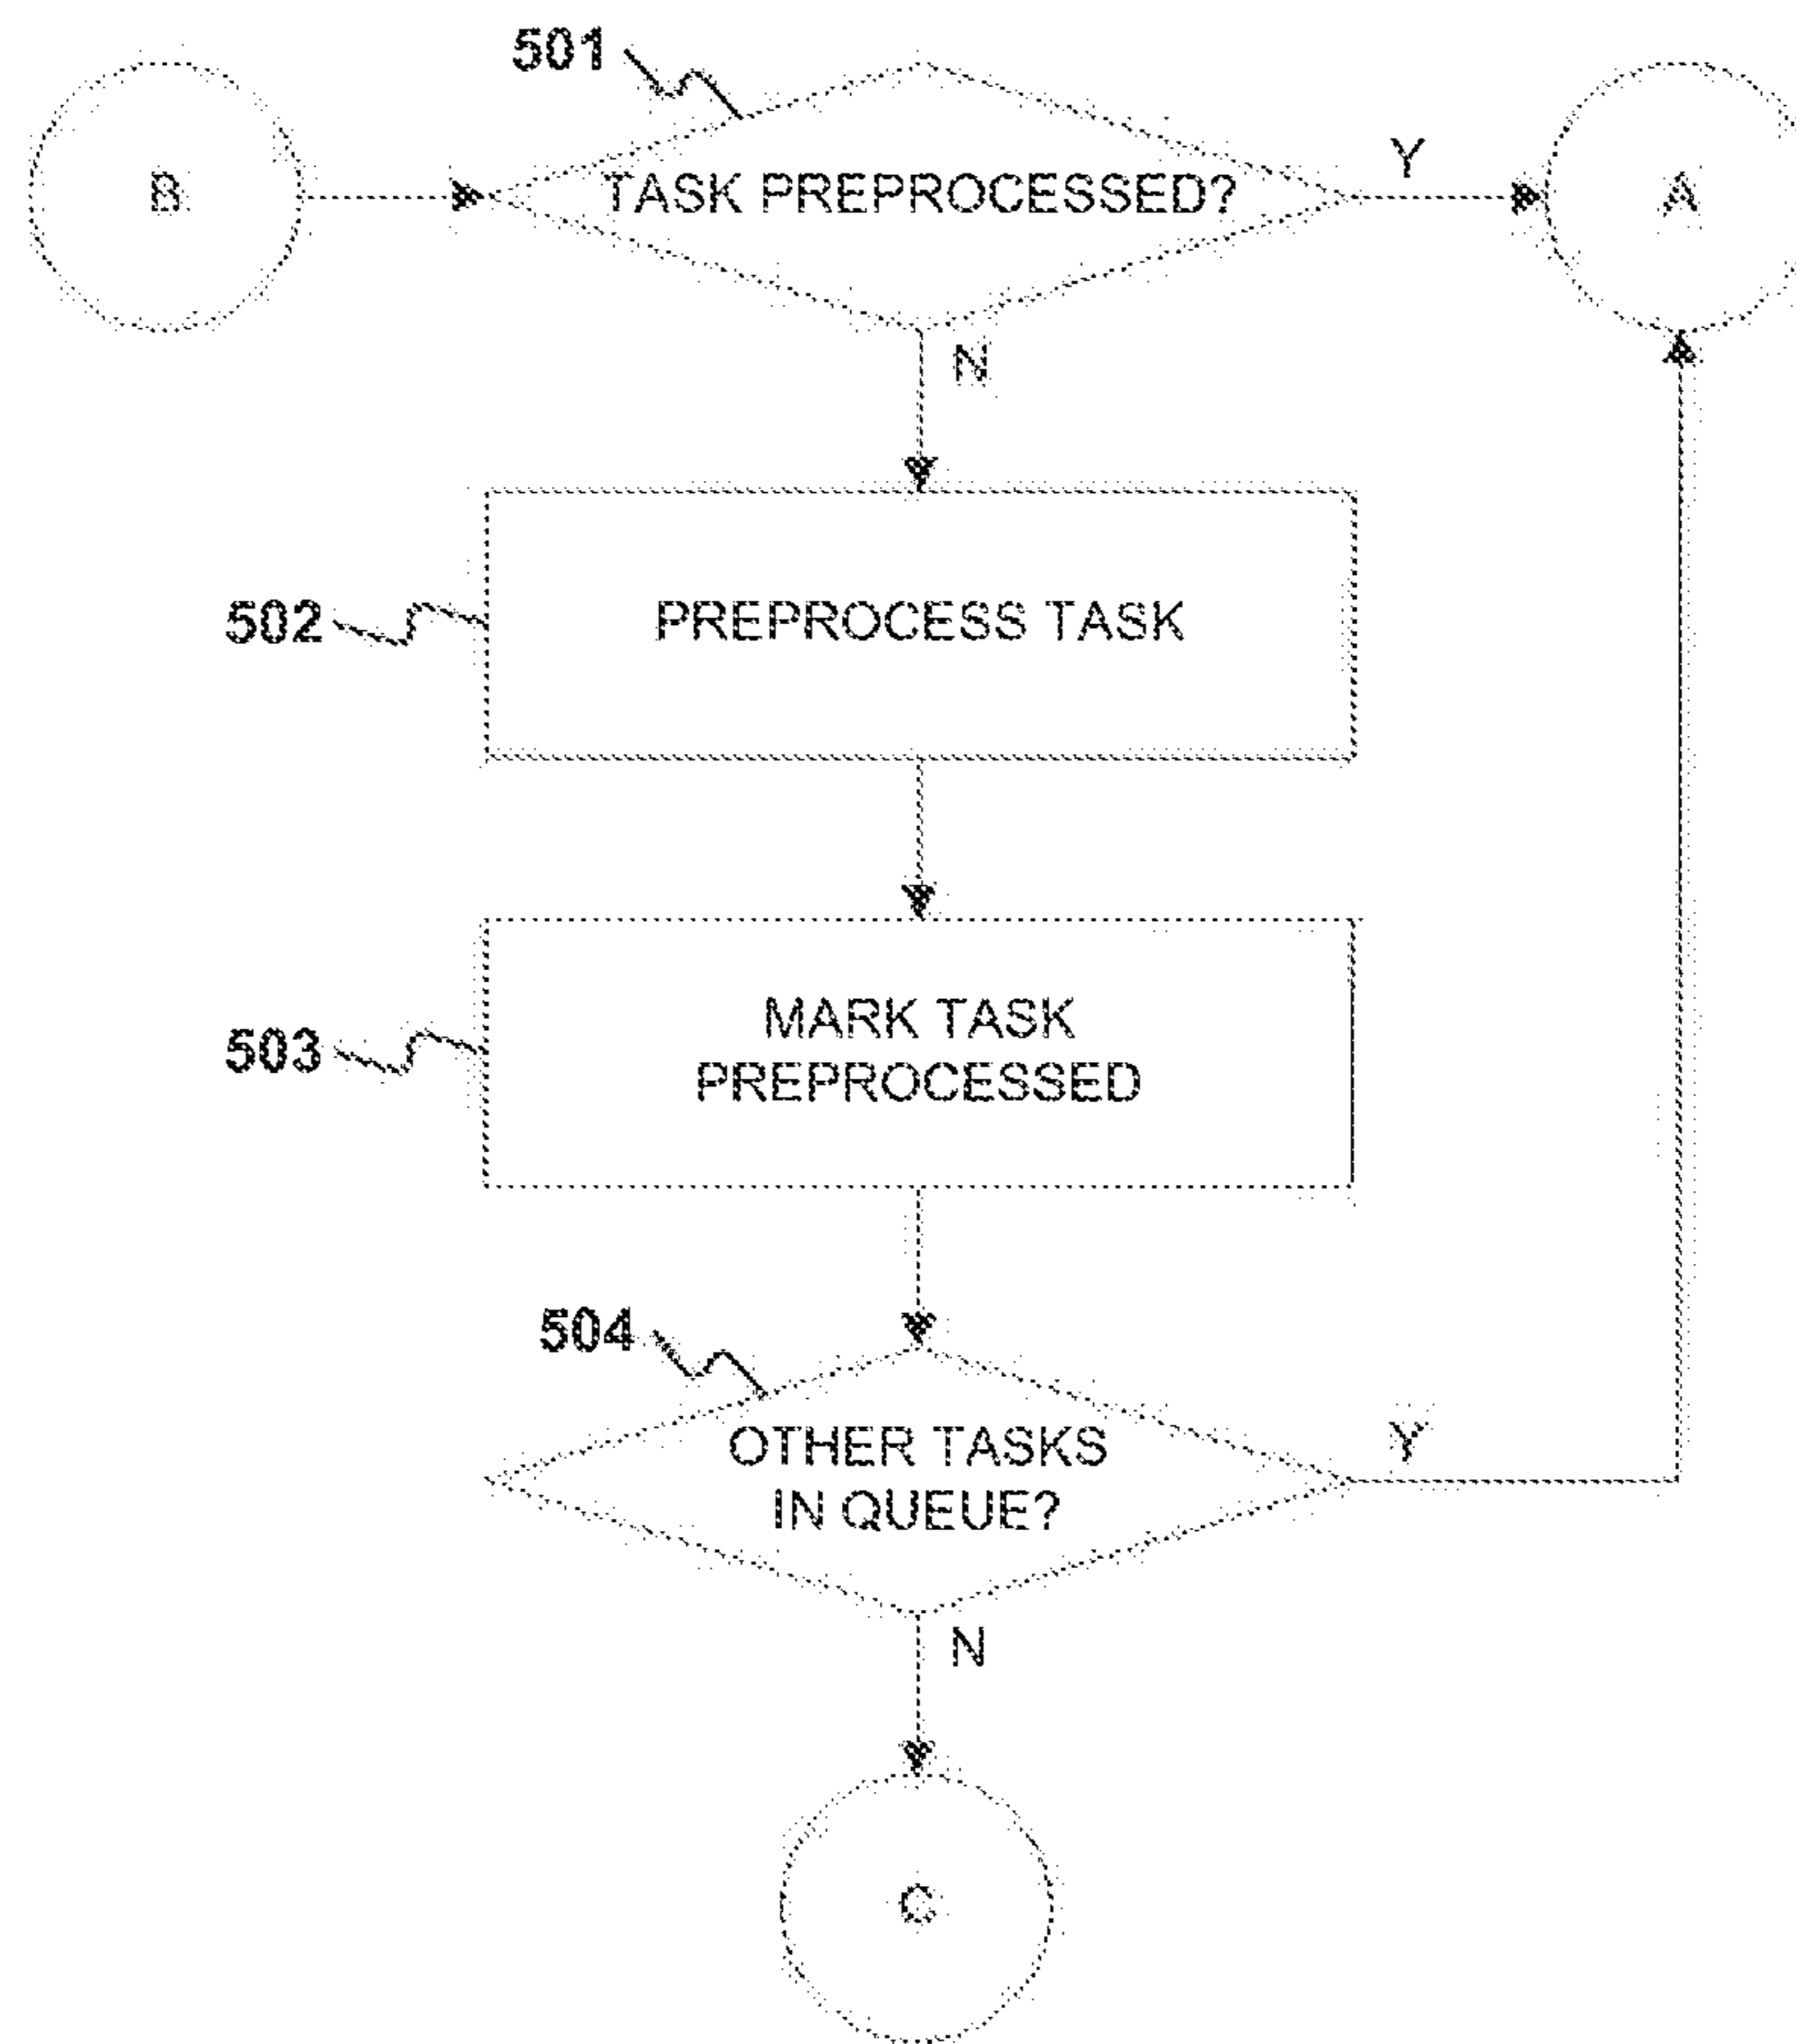 501
B
TASK PREPROCESSED?
Y
A
N
502
PREPROCESS TASK
503
MARK TASK
PREPROCESSED
504
OTHER TASKS
IN QUEUE?
Y
N
C